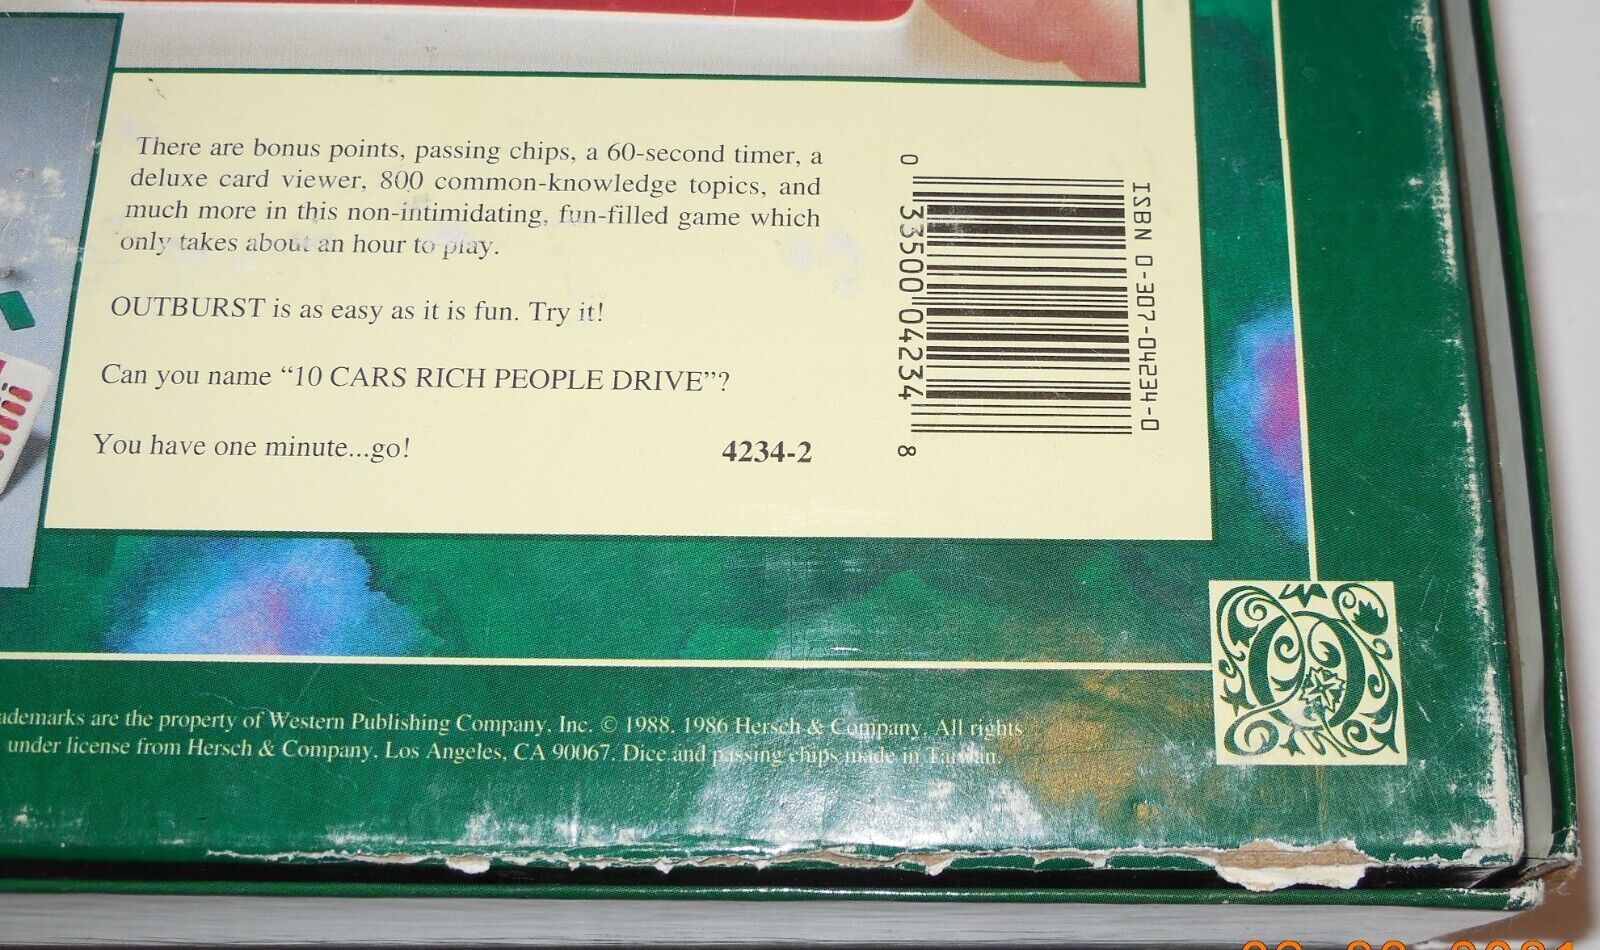 There are bonus points, passing chips, a 60-second timer, a
deluxe card viewer, 800 common-knowledge topics, and
much more in this non-intimidating, fun-filled game which
only takes about an hour to play.
OUTBURST is as easy as it is fun. Try it!
Can you name “10 CARS RICH PEOPLE DRIVE”?
You have one minute...go!
4234-2
0 33500 04234 8
ISBN 0-307-04234-0
are the property of Western Publishing Company, Inc. © 1988, 1986 Hersch & Company. All rights
under license from Hersch & Company, Los Angeles, CA 90067. Dice and passing chips made in Taiwan.